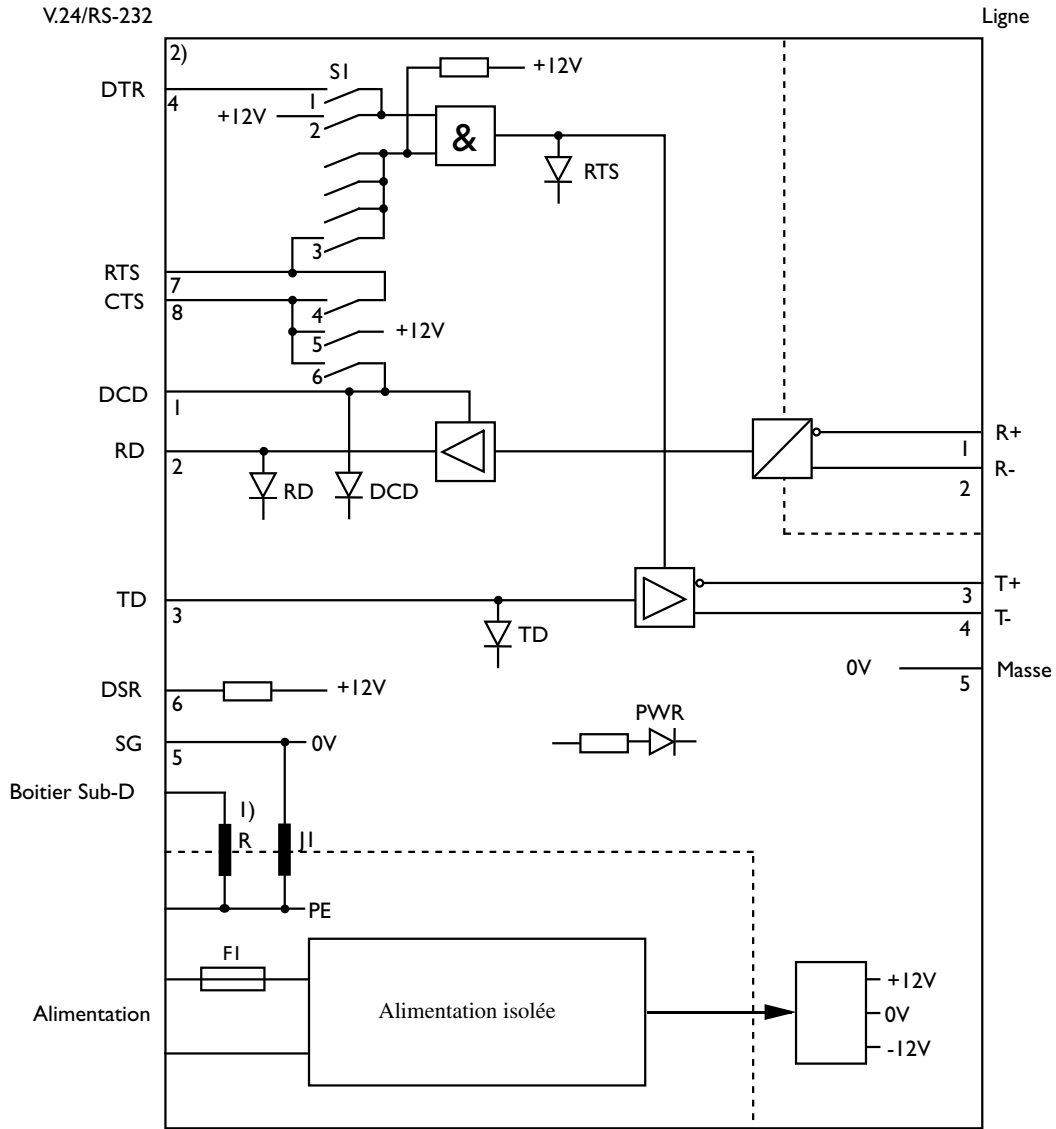 V.24/RS-232
Ligne
2)
DTR
4
S1
1
+12V
2
+12V
&
RTS
3
RTS
7
CTS
8
4
5
+12V
6
DCD
1
RD
2
RD
DCD
R+
1
R-
2
TD
3
TD
T+
3
T-
4
0V
5
Masse
DSR
6
+12V
PWR
SG
5
0V
Boitier Sub-D
1)
R
J1
PE
F1
Alimentation
Alimentation isolée
+12V
0V
-12V